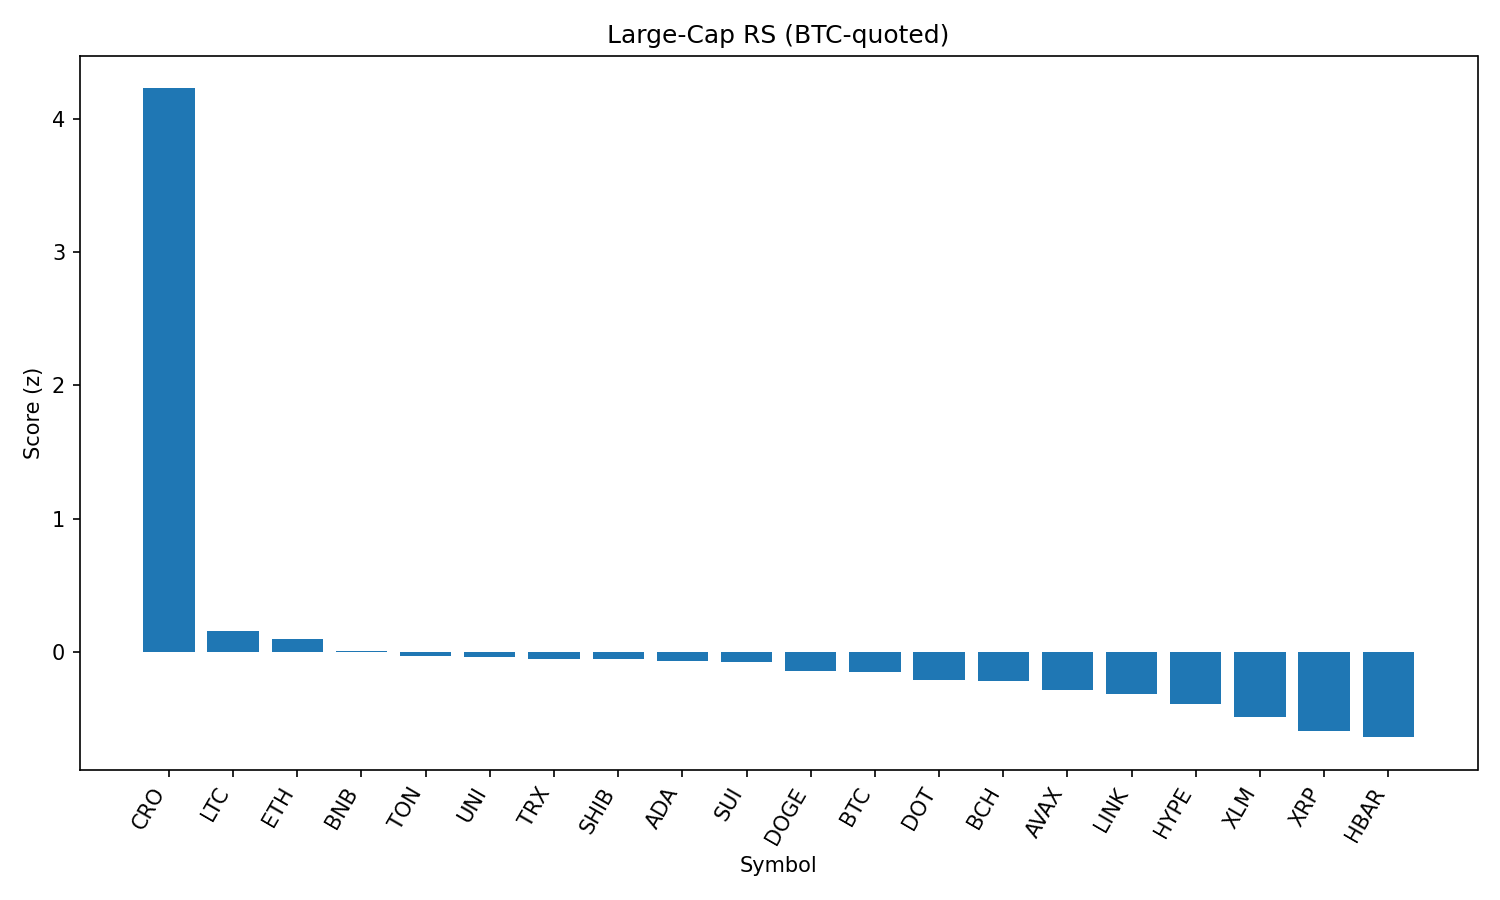 Large-Cap RS (BTC-quoted)
Score (z)
4
3
2
1
0
CRO
LTC
ETH
BNB
TON
UNI
TRX
SHIB
ADA
SUI
DOGE
BTC
DOT
BCH
AVAX
LINK
HYPE
XLM
XRP
HBAR
Symbol